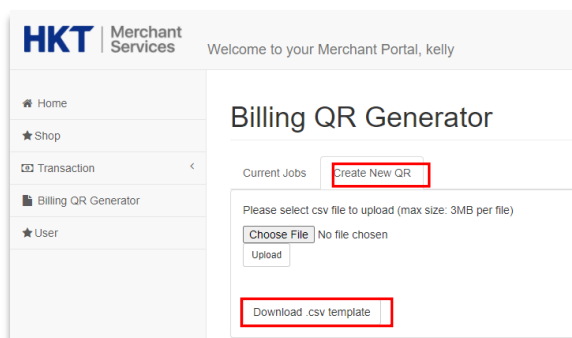 HKT Merchant Services
Welcome to your Merchant Portal, kelly
Home
Shop
Transaction
Billing QR Generator
User
Billing QR Generator
Current Jobs
Create New QR
Please select csv file to upload (max size: 3MB per file)
Choose File No file chosen
Upload
Download .csv template